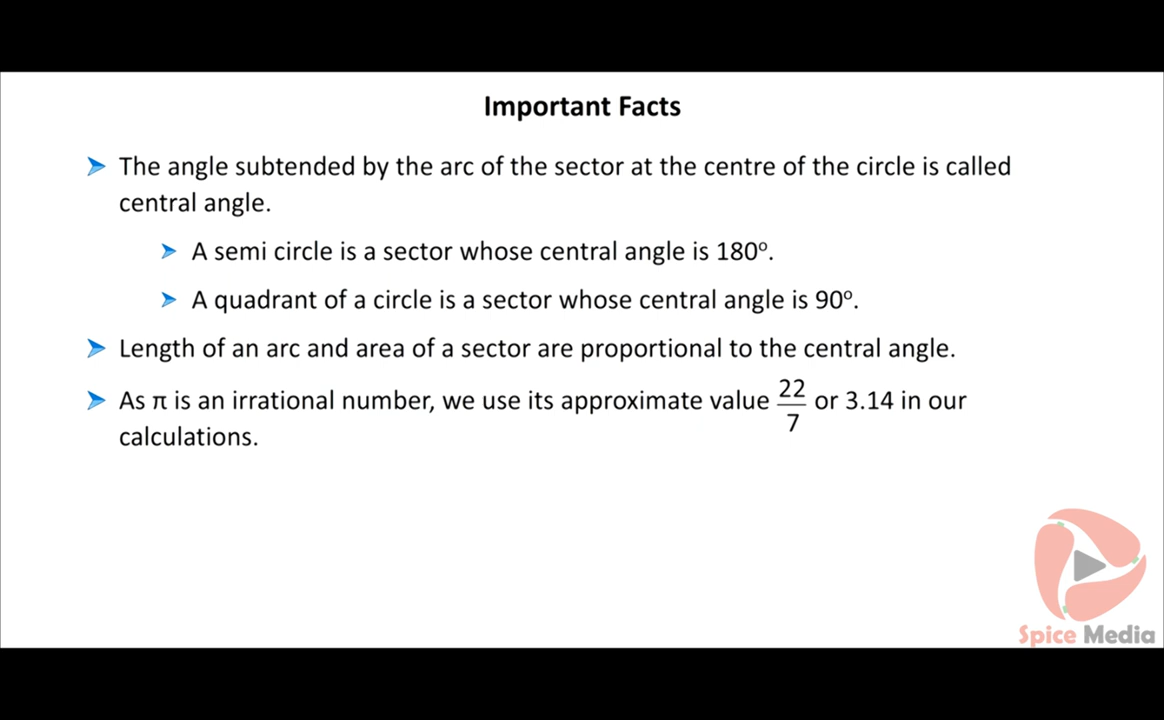 Important Facts
The angle subtended by the arc of the sector at the centre of the circle is called
central angle.
A semi circle is a sector whose central angle is 180º.
A quadrant of a circle is a sector whose central angle is 90º.
Length of an arc and area of a sector are proportional to the central angle.
As π is an irrational number, we use its approximate value 22/7 or 3.14 in our
calculations.
Spice Media